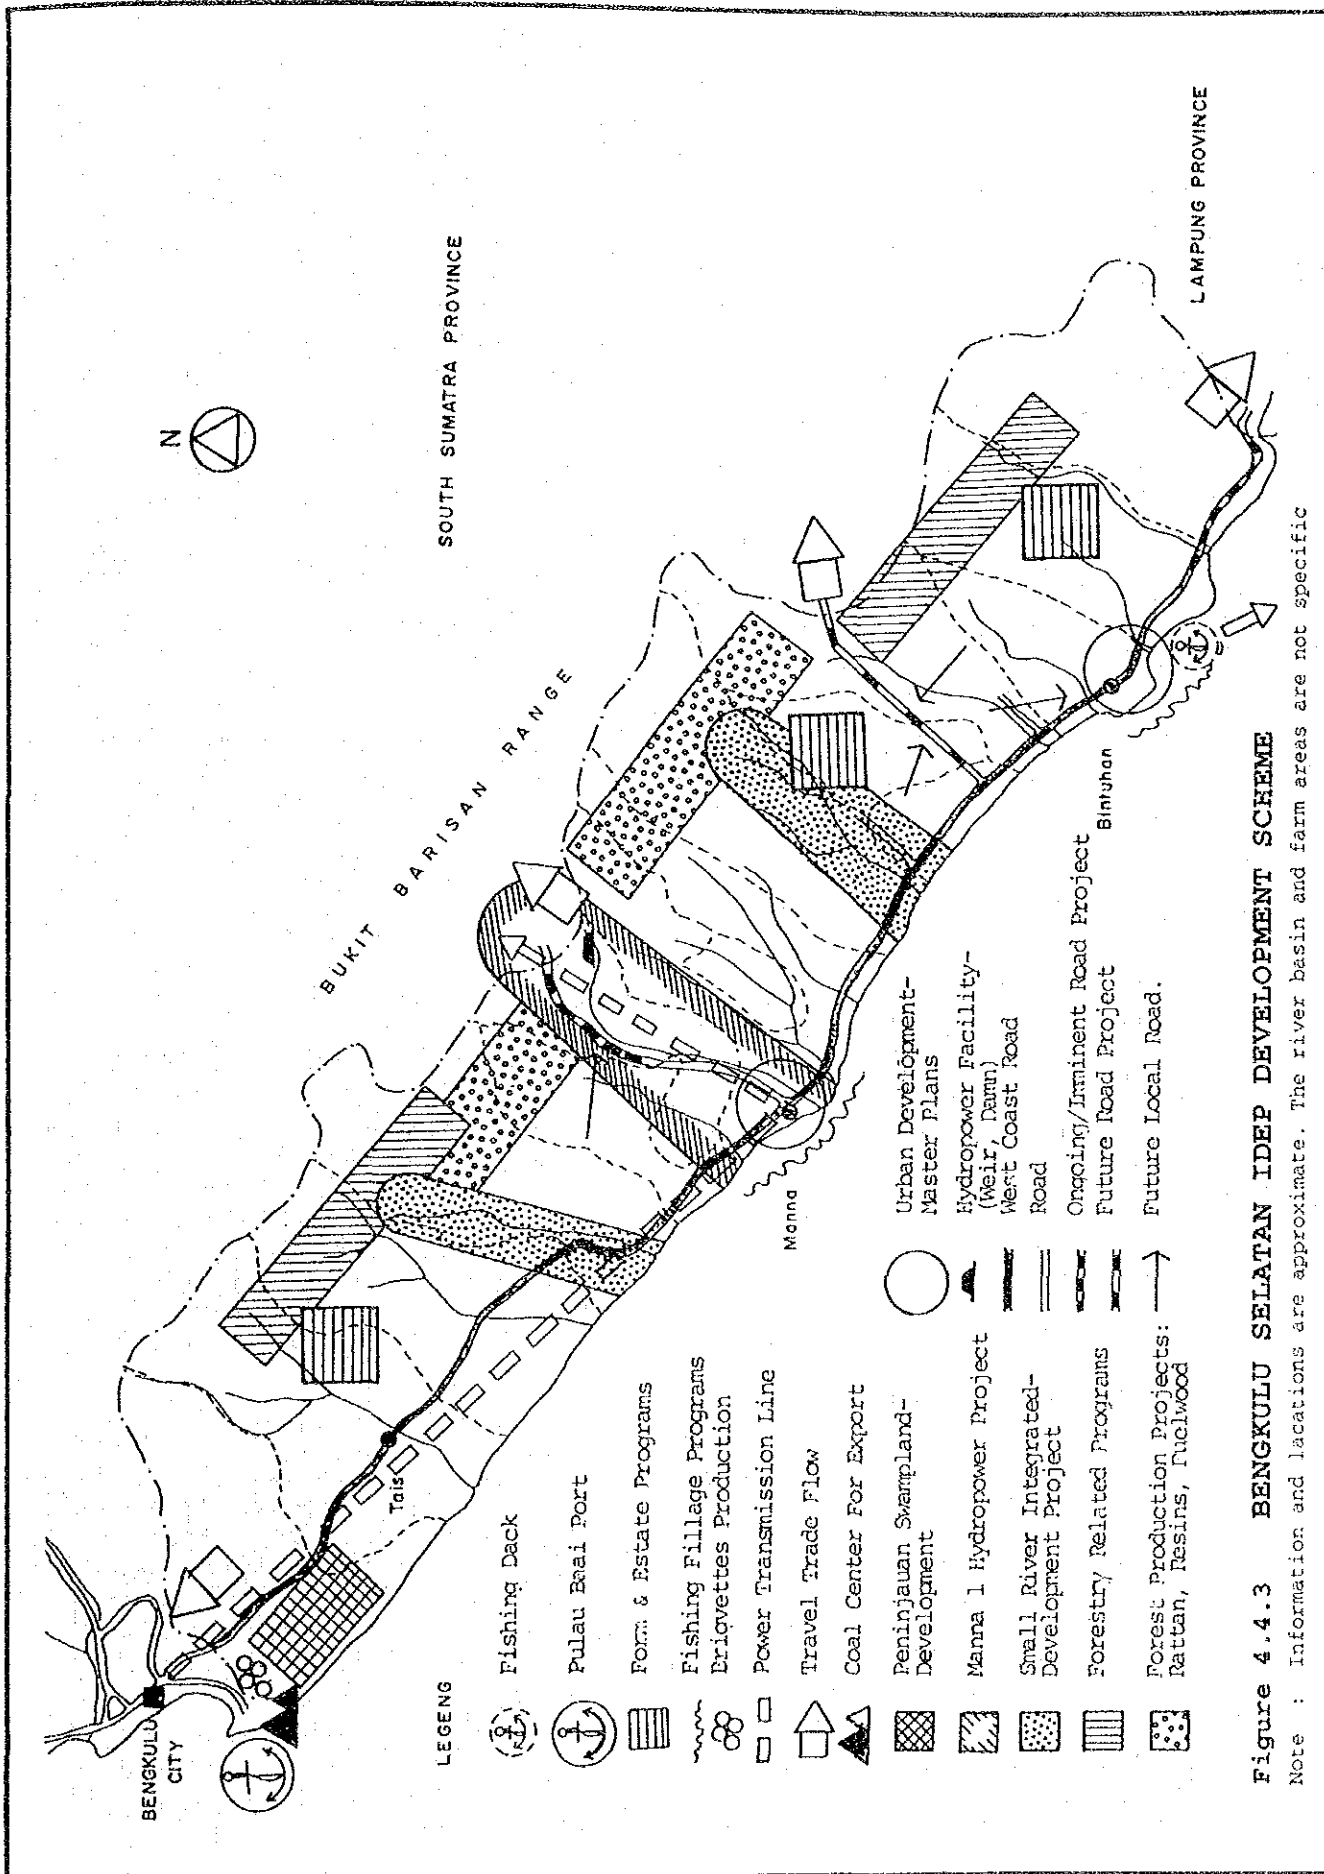 N
SOUTH SUMATRA PROVINCE
LAMPUNG PROVINCE
BUKIT BARISAN RANGE
BENGKULU
CITY
Tais
Manna
Bintuhan
LEGENG
Fishing Dack
Pulau Baai Port
Form & Estate Programs
Fishing Fillage Programs
Briqvettes Production
Power Transmission Line
Travel Trade Flow
Coal Center For Export
Peninjauan Swampland-
Development
Manna 1 Hydropower Project
Small River Integrated-
Development Project
Forestry Related Programs
Forest Production Projects:
Rattan, Resins, Fuelwood
Urban Development-
Master Plans
Hydropower Facility-
(Weir, Damn)
West Coast Road
Road
Ongoing/Imminent Road Project
Future Road Project
Future Local Road.
Figure 4.4.3 BENGKULU SELATAN IDEP DEVELOPMENT SCHEME
Note : Information and lacations are approximate. The river basin and farm areas are not specific